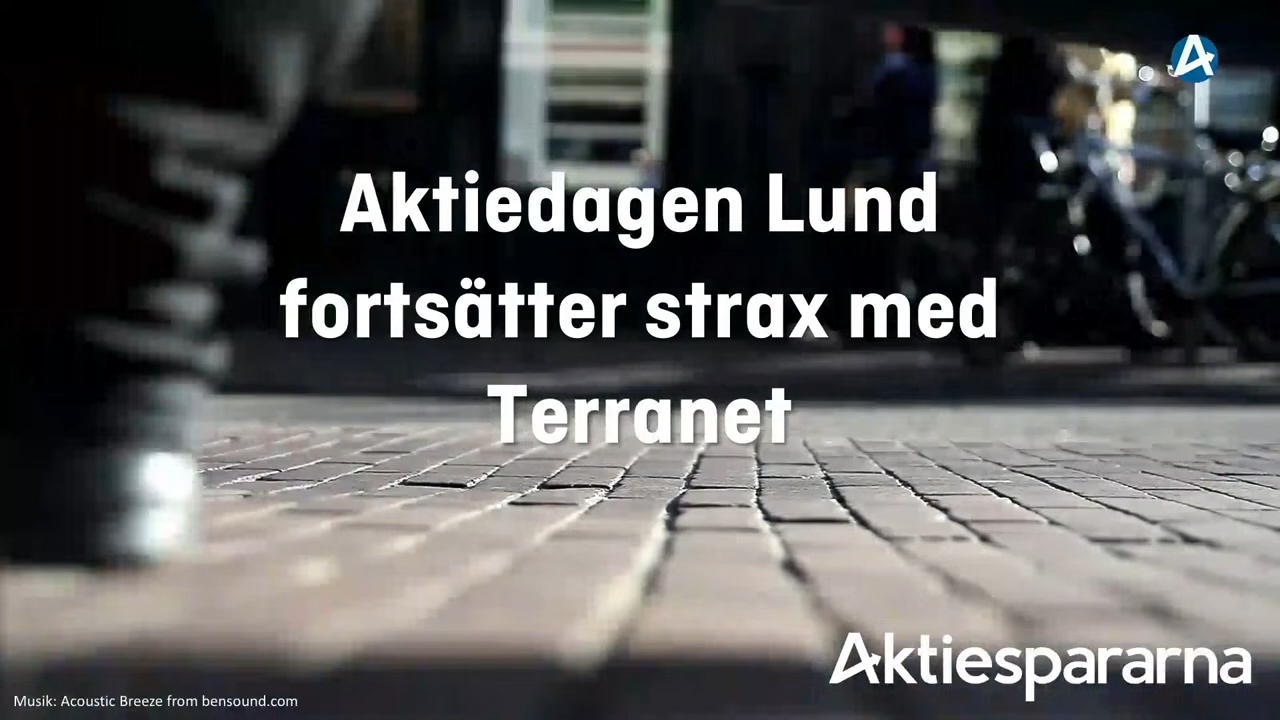 Aktiedagen Lund
fortsätter strax med
Terranet
Aktiespararna
Musik: Acoustic Breeze from bensound.com